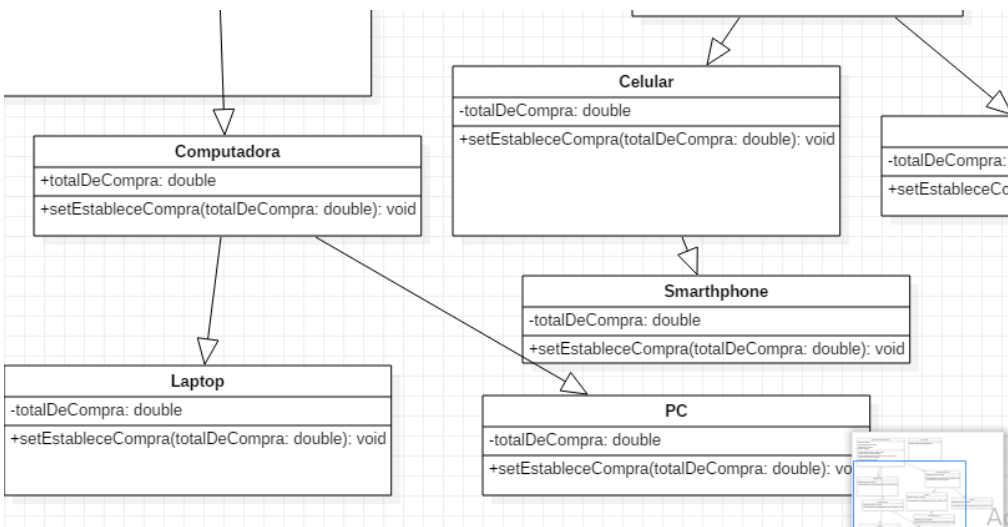 Celular
-totalDeCompra: double
+setEstableceCompra(totalDeCompra: double): void
Computadora
+totalDeCompra: double
+setEstableceCompra(totalDeCompra: double): void
-totalDeCompra:
+setEstableceCo
Smarthphone
-totalDeCompra: double
+setEstableceCompra(totalDeCompra: double): void
Laptop
-totalDeCompra: double
+setEstableceCompra(totalDeCompra: double): void
PC
-totalDeCompra: double
+setEstableceCompra(totalDeCompra: double): vo